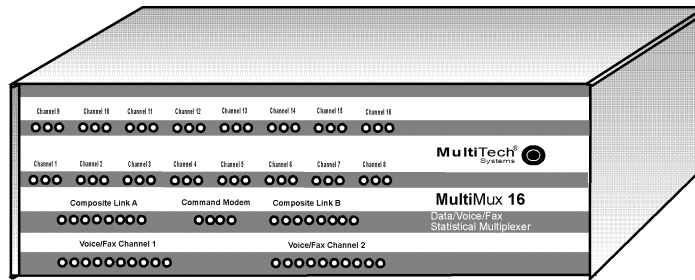 Channel 9 Channel 10 Channel 11 Channel 12 Channel 13 Channel 14 Channel 15 Channel 16
MultiTech®
Systems
Channel 1 Channel 2 Channel 3 Channel 4 Channel 5 Channel 6 Channel 7 Channel 8
MultiMux 16
Composite Link A Command Modem Composite Link B
Data/Voice/Fax
Statistical Multiplexer
Voice/Fax Channel 1 Voice/Fax Channel 2